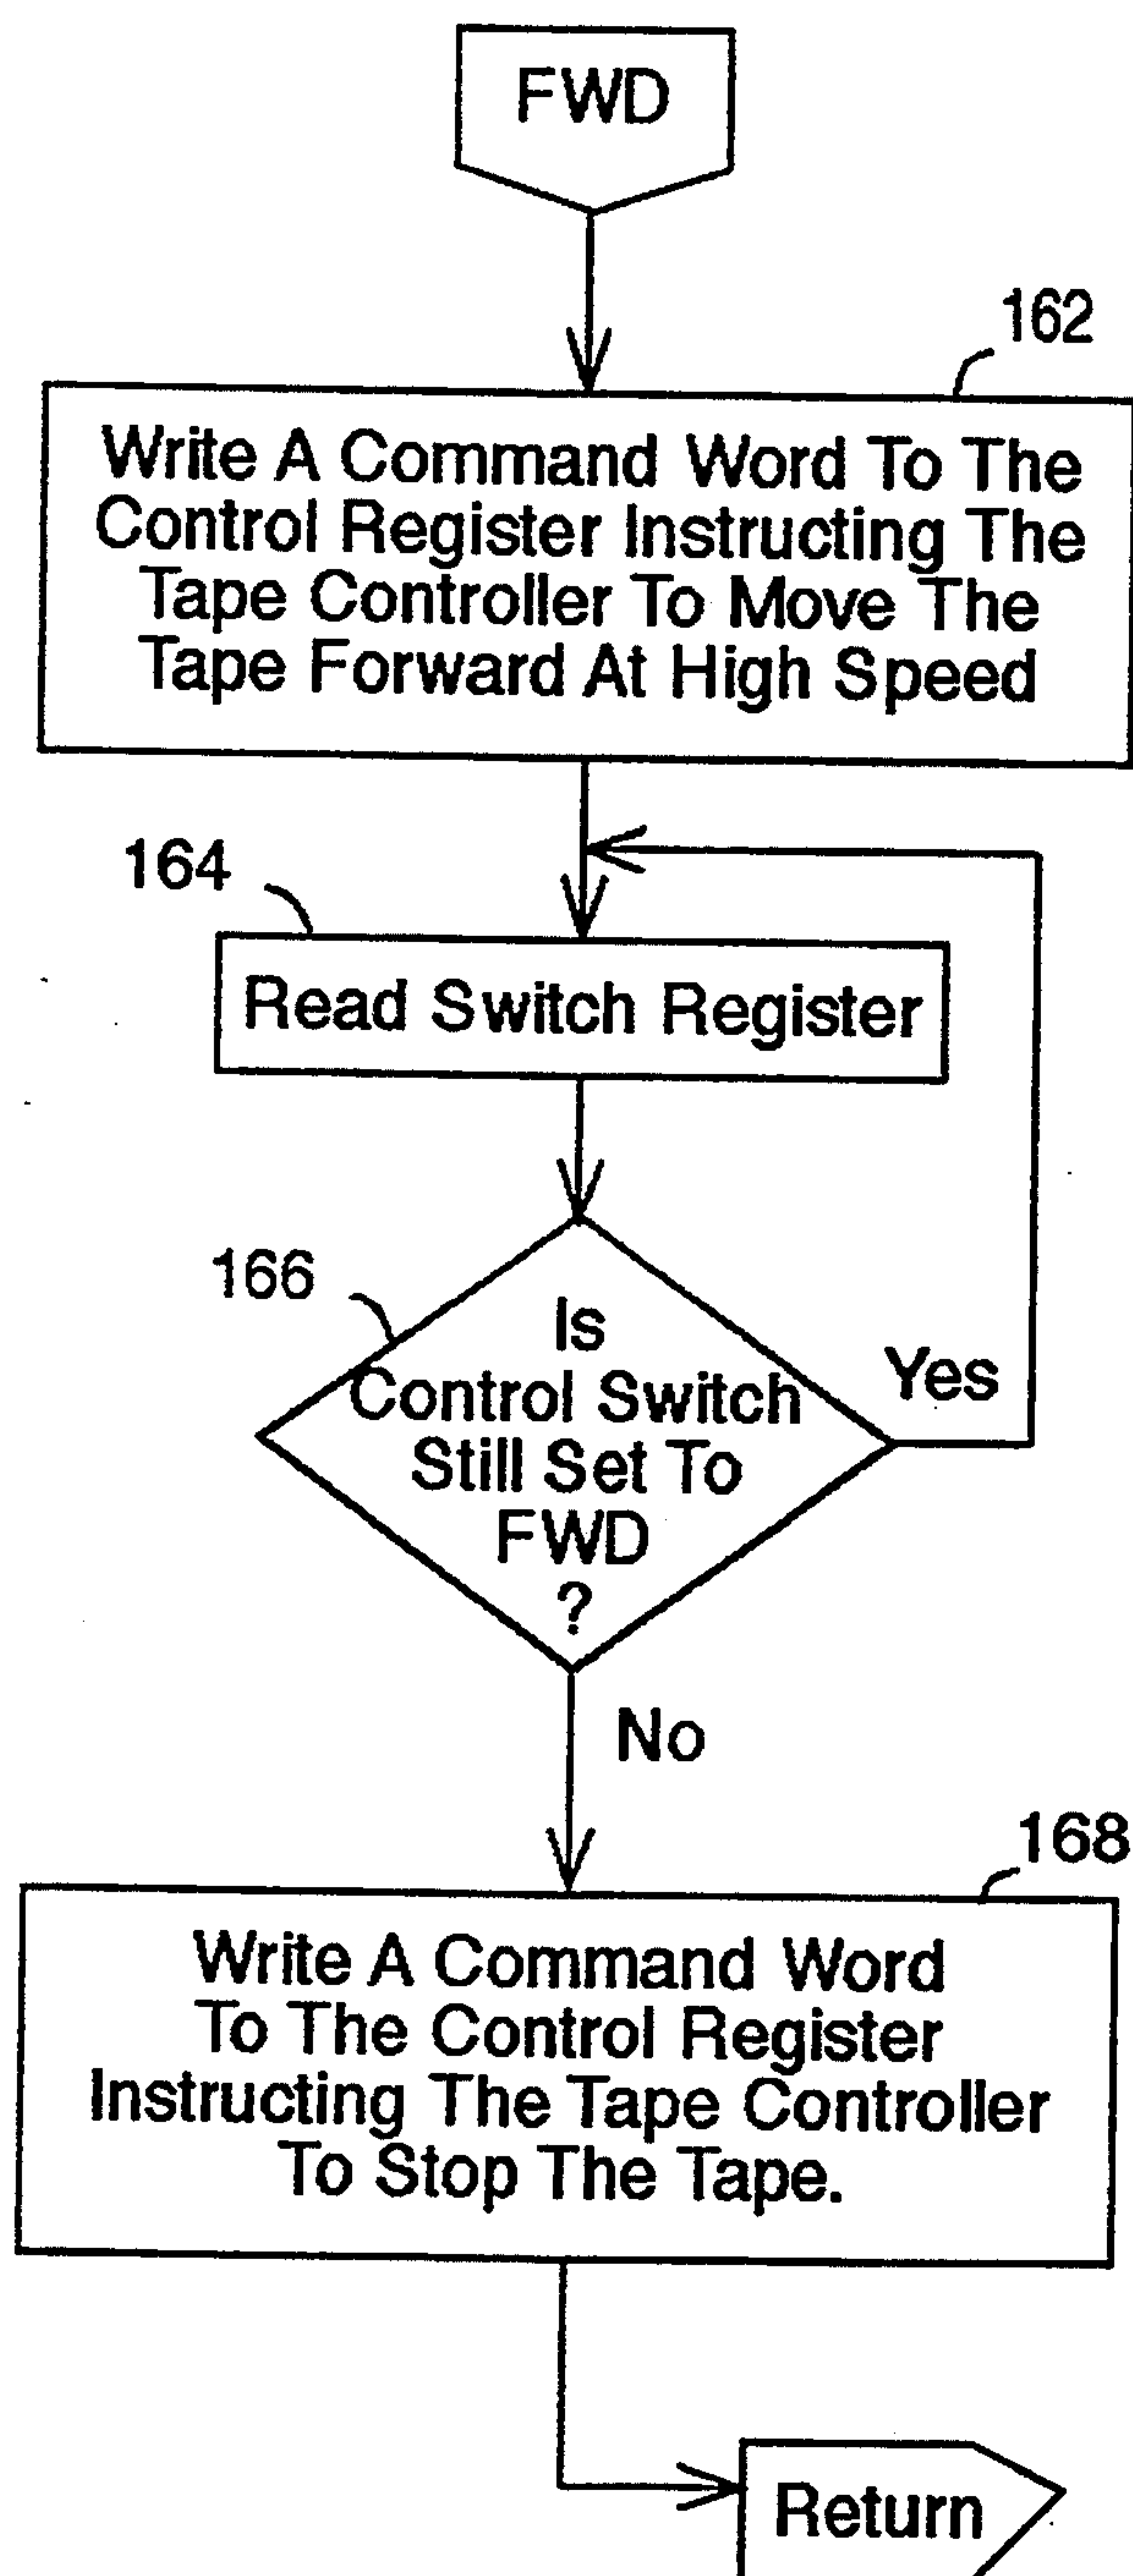 FWD
162
Write A Command Word To The
Control Register Instructing The
Tape Controller To Move The
Tape Forward At High Speed
164
Read Switch Register
166
Is
Control Switch
Still Set To
FWD
?
Yes
No
168
Write A Command Word
To The Control Register
Instructing The Tape Controller
To Stop The Tape.
Return